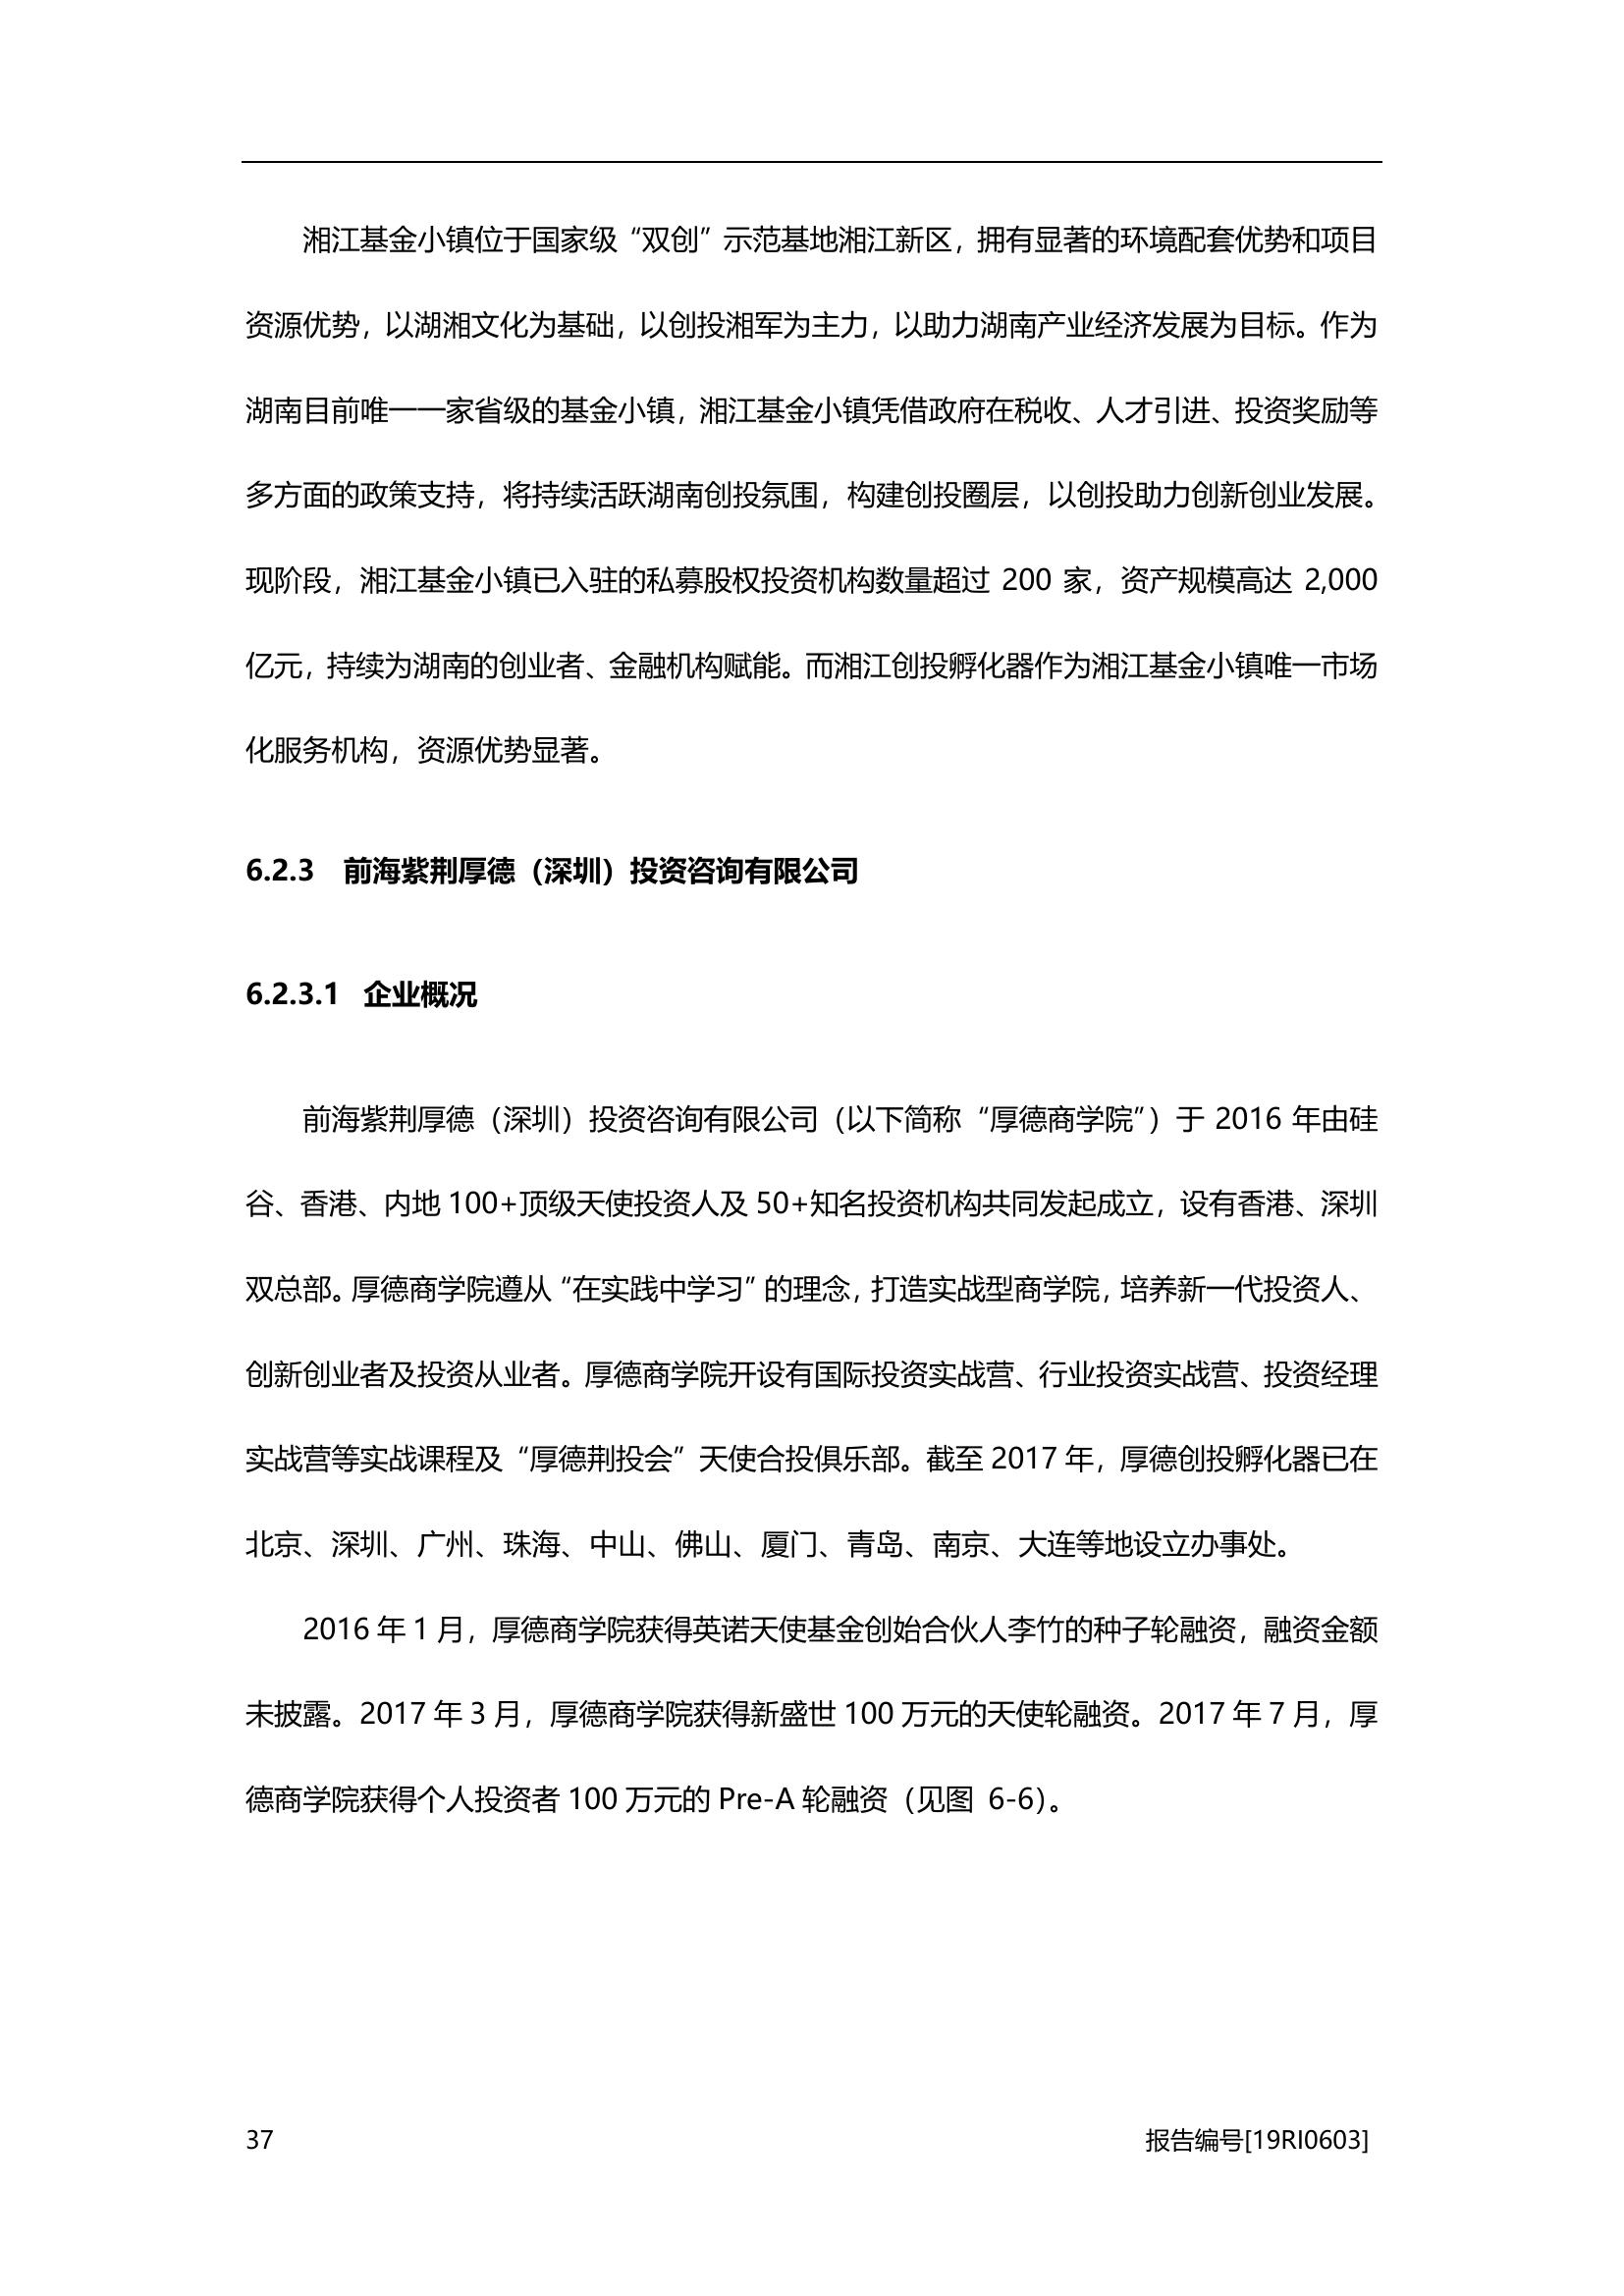 湘江基金小镇位于国家级“双创”示范基地湘江新区，拥有显著的环境配套优势和项目
资源优势，以湖湘文化为基础，以创投湘军为主力，以助力湖南产业经济发展为目标。作为
湖南目前唯一一家省级的基金小镇，湘江基金小镇凭借政府在税收、人才引进、投资奖励等
多方面的政策支持，将持续活跃湖南创投氛围，构建创投圈层，以创投助力创新创业发展。
现阶段，湘江基金小镇已入驻的私募股权投资机构数量超过 200 家，资产规模高达 2,000
亿元，持续为湖南的创业者、金融机构赋能。而湘江创投孵化器作为湘江基金小镇唯一市场
化服务机构，资源优势显著。
6.2.3 前海紫荆厚德（深圳）投资咨询有限公司
6.2.3.1 企业概况
前海紫荆厚德（深圳）投资咨询有限公司（以下简称“厚德商学院”）于 2016 年由硅
谷、香港、内地 100+顶级天使投资人及 50+知名投资机构共同发起成立，设有香港、深圳
双总部。厚德商学院遵从“在实践中学习”的理念，打造实战型商学院，培养新一代投资人、
创新创业者及投资从业者。厚德商学院开设有国际投资实战营、行业投资实战营、投资经理
实战营等实战课程及“厚德荆投会”天使合投俱乐部。截至 2017 年，厚德创投孵化器已在
北京、深圳、广州、珠海、中山、佛山、厦门、青岛、南京、大连等地设立办事处。
2016 年 1 月，厚德商学院获得英诺天使基金创始合伙人李竹的种子轮融资，融资金额
未披露。2017 年 3 月，厚德商学院获得新盛世 100 万元的天使轮融资。2017 年 7 月，厚
德商学院获得个人投资者 100 万元的 Pre-A 轮融资（见图 6-6）。
37
报告编号[19RI0603]